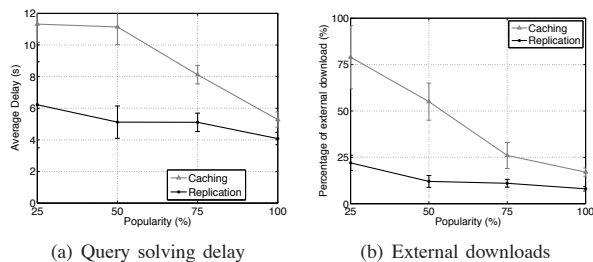 12
10
8
6
4
2
0
25
50
75
100
Average Delay (s)
Popularity (%)
Caching
Replication
(a) Query solving delay
100
75
50
25
0
25
50
75
100
Percentage of external download (%)
Popularity (%)
Caching
Replication
(b) External downloads